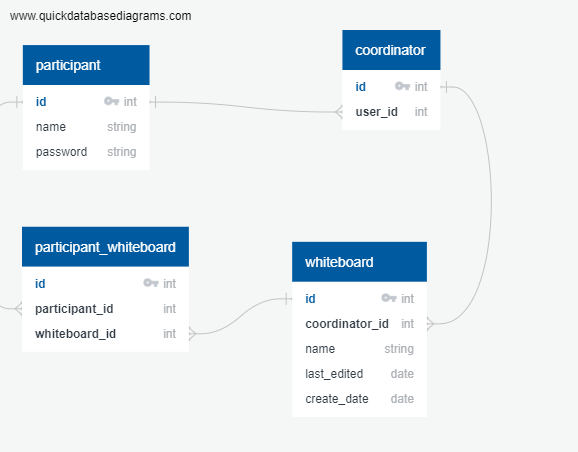 www.quickdatabasediagrams.com
participant
id int
name string
password string
coordinator
id int
user_id int
participant_whiteboard
id int
participant_id int
whiteboard_id int
whiteboard
id int
coordinator_id int
name string
last_edited date
create_date date